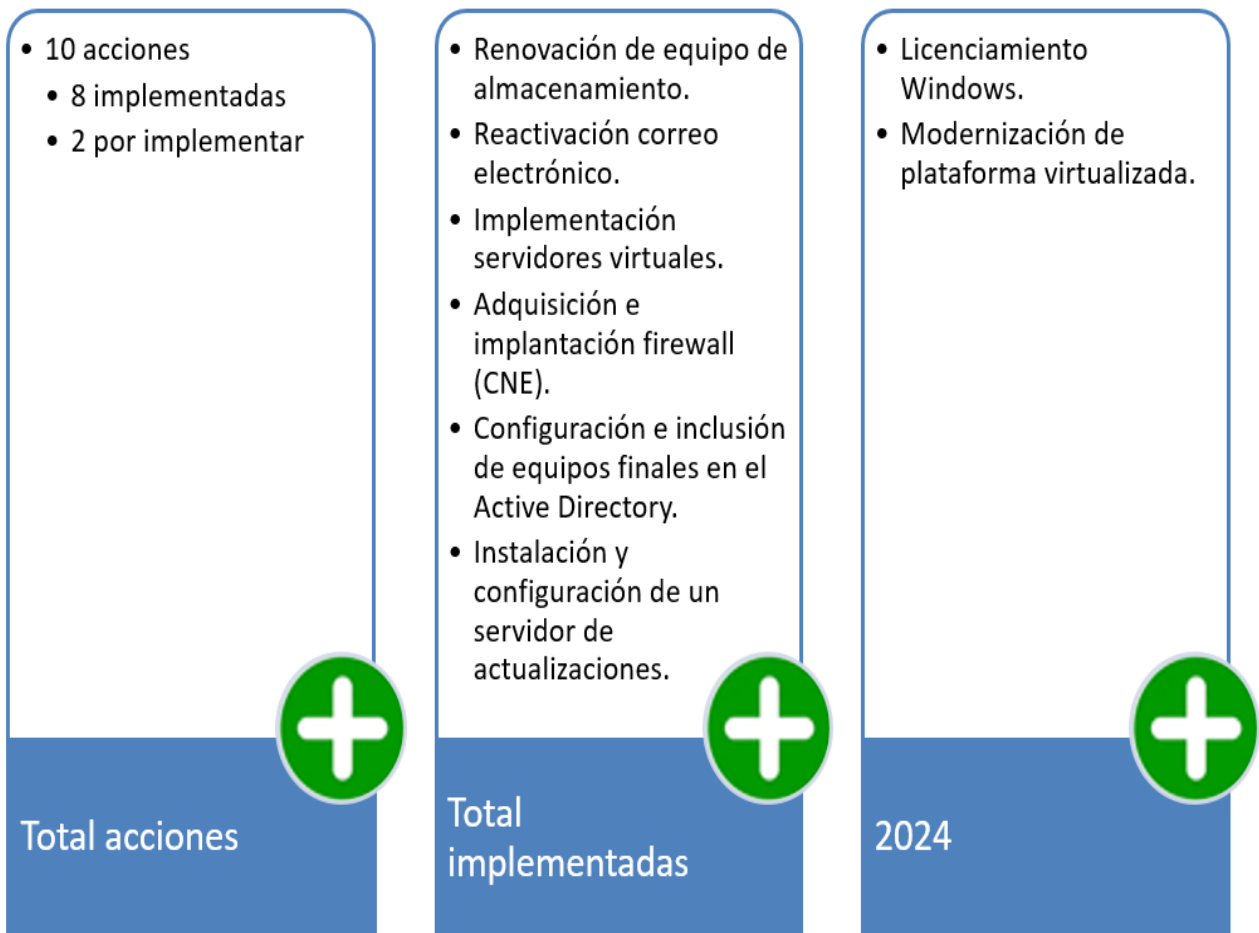 • 10 acciones
• 8 implementadas
• 2 por implementar
Total acciones
• Renovación de equipo de
almacenamiento.
• Reactivación correo
electrónico.
• Implementación
servidores virtuales.
• Adquisición e
implantación firewall
(CNE).
• Configuración e inclusión
de equipos finales en el
Active Directory.
• Instalación y
configuración de un
servidor de
actualizaciones.
Total
implementadas
• Licenciamiento
Windows.
• Modernización de
plataforma virtualizada.
2024